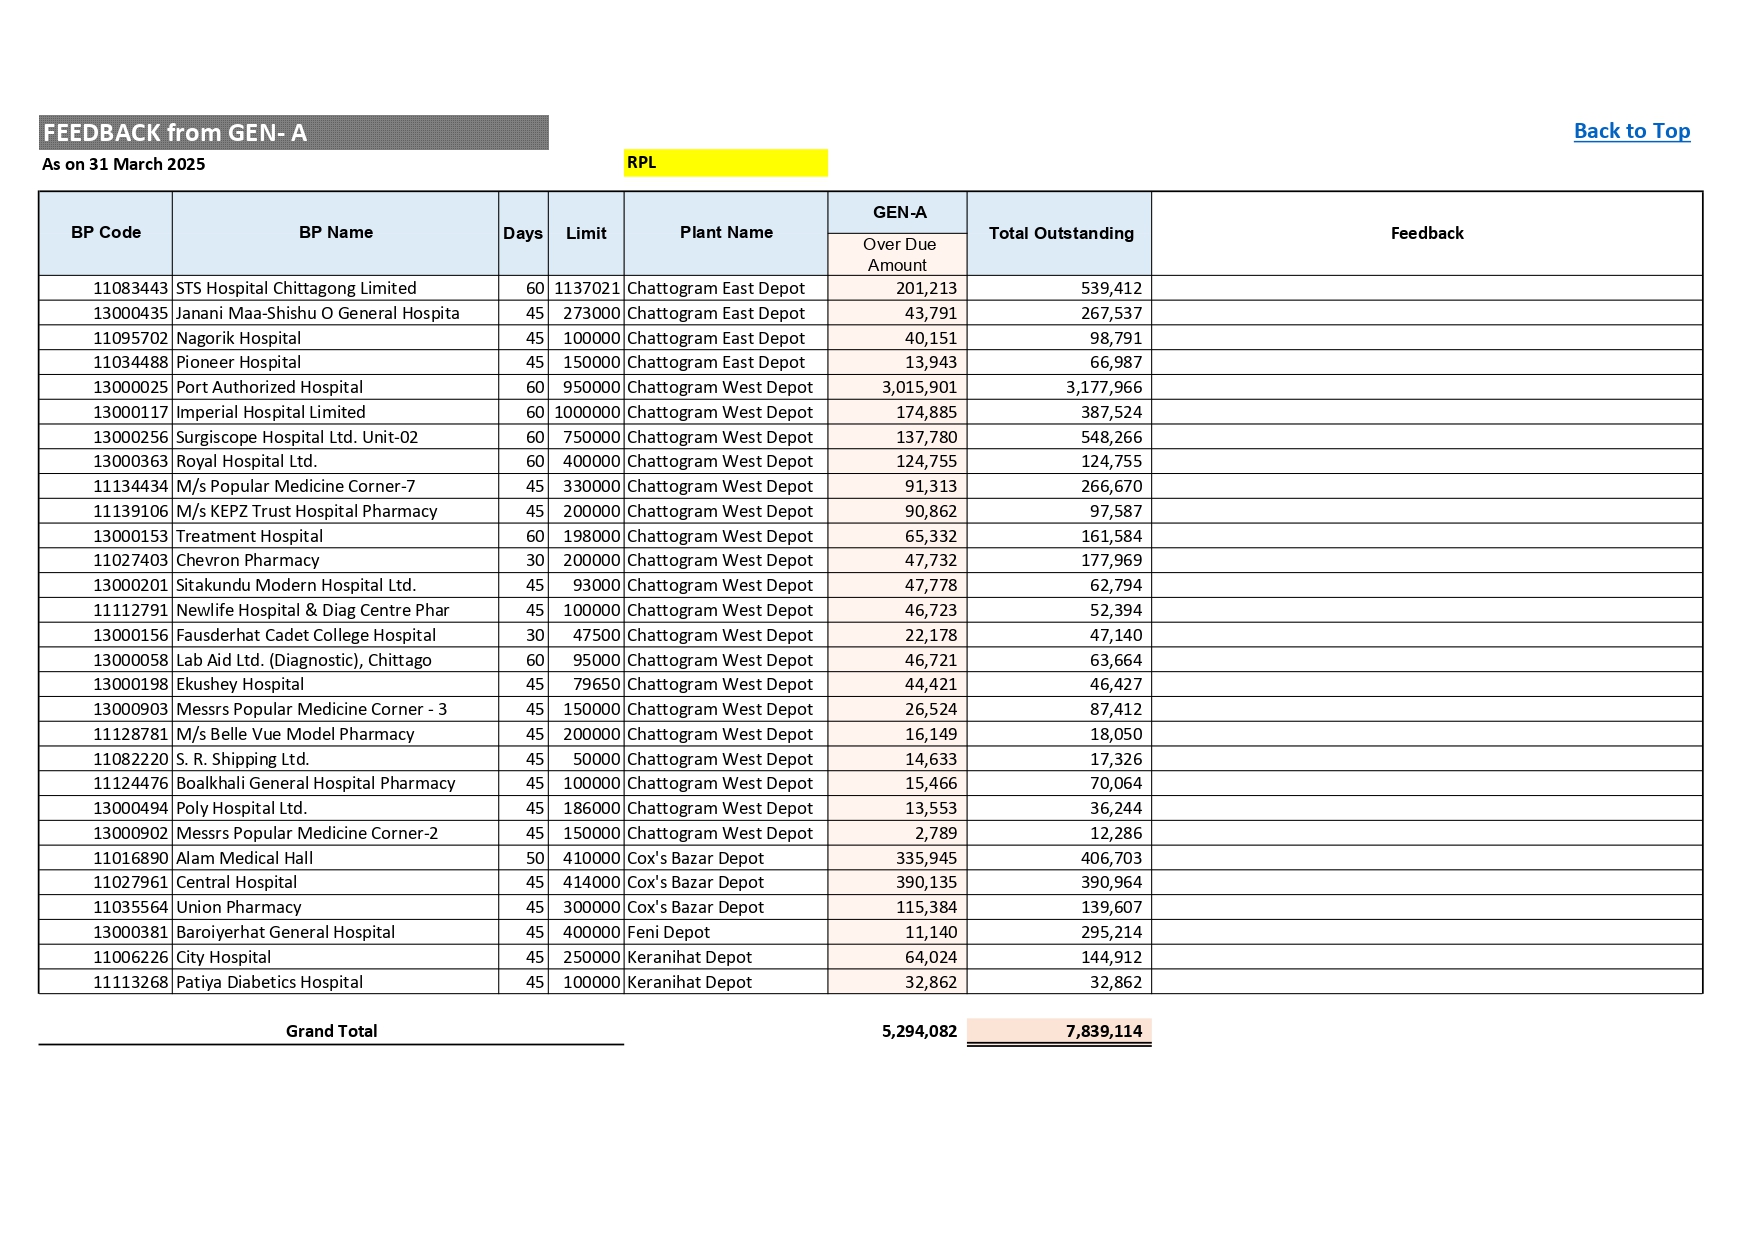 FEEDBACK from GEN- A
Back to Top
As on 31 March 2025
RPL
BP Code BP Name Days Limit Plant Name GEN-A Over Due Amount Total Outstanding Feedback
11083443 STS Hospital Chittagong Limited 60 1137021 Chattogram East Depot 201,213 539,412
13000435 Janani Maa-Shishu O General Hospita 45 273000 Chattogram East Depot 43,791 267,537
11095702 Nagorik Hospital 45 100000 Chattogram East Depot 40,151 98,791
11034488 Pioneer Hospital 45 150000 Chattogram East Depot 13,943 66,987
13000025 Port Authorized Hospital 60 950000 Chattogram West Depot 3,015,901 3,177,966
13000117 Imperial Hospital Limited 60 1000000 Chattogram West Depot 174,885 387,524
13000256 Surgiscope Hospital Ltd. Unit-02 60 750000 Chattogram West Depot 137,780 548,266
13000363 Royal Hospital Ltd. 60 400000 Chattogram West Depot 124,755 124,755
11134434 M/s Popular Medicine Corner-7 45 330000 Chattogram West Depot 91,313 266,670
11139106 M/s KEPZ Trust Hospital Pharmacy 45 200000 Chattogram West Depot 90,862 97,587
13000153 Treatment Hospital 60 198000 Chattogram West Depot 65,332 161,584
11027403 Chevron Pharmacy 30 200000 Chattogram West Depot 47,732 177,969
13000201 Sitakundu Modern Hospital Ltd. 45 93000 Chattogram West Depot 47,778 62,794
11112791 Newlife Hospital & Diag Centre Phar 45 100000 Chattogram West Depot 46,723 52,394
13000156 Fausderhat Cadet College Hospital 30 47500 Chattogram West Depot 22,178 47,140
13000058 Lab Aid Ltd. (Diagnostic), Chittago 60 95000 Chattogram West Depot 46,721 63,664
13000198 Ekushey Hospital 45 79650 Chattogram West Depot 44,421 46,427
13000903 Messrs Popular Medicine Corner - 3 45 150000 Chattogram West Depot 26,524 87,412
11128781 M/s Belle Vue Model Pharmacy 45 200000 Chattogram West Depot 16,149 18,050
11082220 S. R. Shipping Ltd. 45 50000 Chattogram West Depot 14,633 17,326
11124476 Boalkhali General Hospital Pharmacy 45 100000 Chattogram West Depot 15,466 70,064
13000494 Poly Hospital Ltd. 45 186000 Chattogram West Depot 13,553 36,244
13000902 Messrs Popular Medicine Corner-2 45 150000 Chattogram West Depot 2,789 12,286
11016890 Alam Medical Hall 50 410000 Cox's Bazar Depot 335,945 406,703
11027961 Central Hospital 45 414000 Cox's Bazar Depot 390,135 390,964
11035564 Union Pharmacy 45 300000 Cox's Bazar Depot 115,384 139,607
13000381 Baroiyerhat General Hospital 45 400000 Feni Depot 11,140 295,214
11006226 City Hospital 45 250000 Keranihat Depot 64,024 144,912
11113268 Patiya Diabetics Hospital 45 100000 Keranihat Depot 32,862 32,862
Grand Total 5,294,082 7,839,114